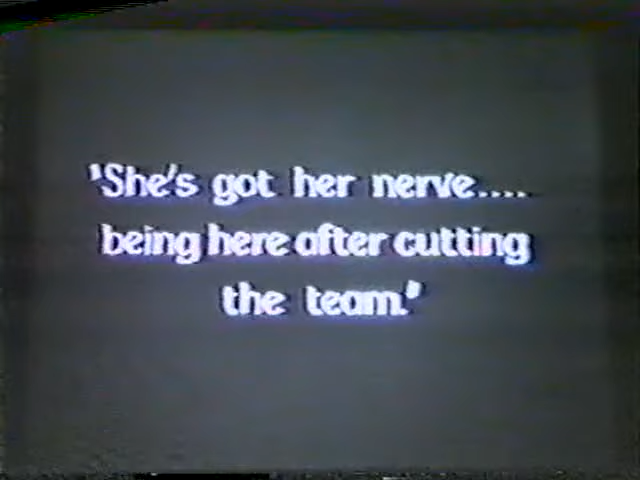 'She's got her nerve....
being here after cutting
the team.'